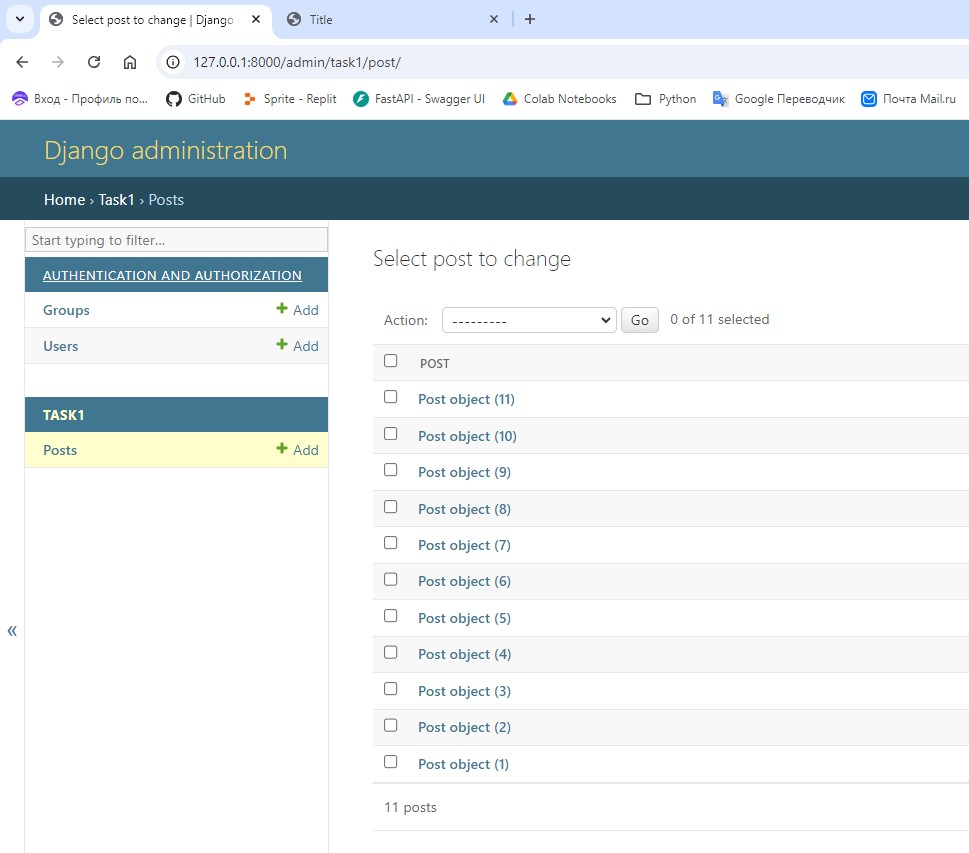 Select post to change | Django
Title
127.0.0.1:8000/admin/task1/post/
Вход - Профиль по... GitHub Sprite - Replit FastAPI - Swagger UI Colab Notebooks Python Google Переводчик Почта Mail.ru
Django administration
Home › Task1 › Posts
Start typing to filter...
AUTHENTICATION AND AUTHORIZATION
Groups + Add
Users + Add
TASK1
Posts + Add
«
Select post to change
Action: --------- Go 0 of 11 selected
POST
Post object (11)
Post object (10)
Post object (9)
Post object (8)
Post object (7)
Post object (6)
Post object (5)
Post object (4)
Post object (3)
Post object (2)
Post object (1)
11 posts